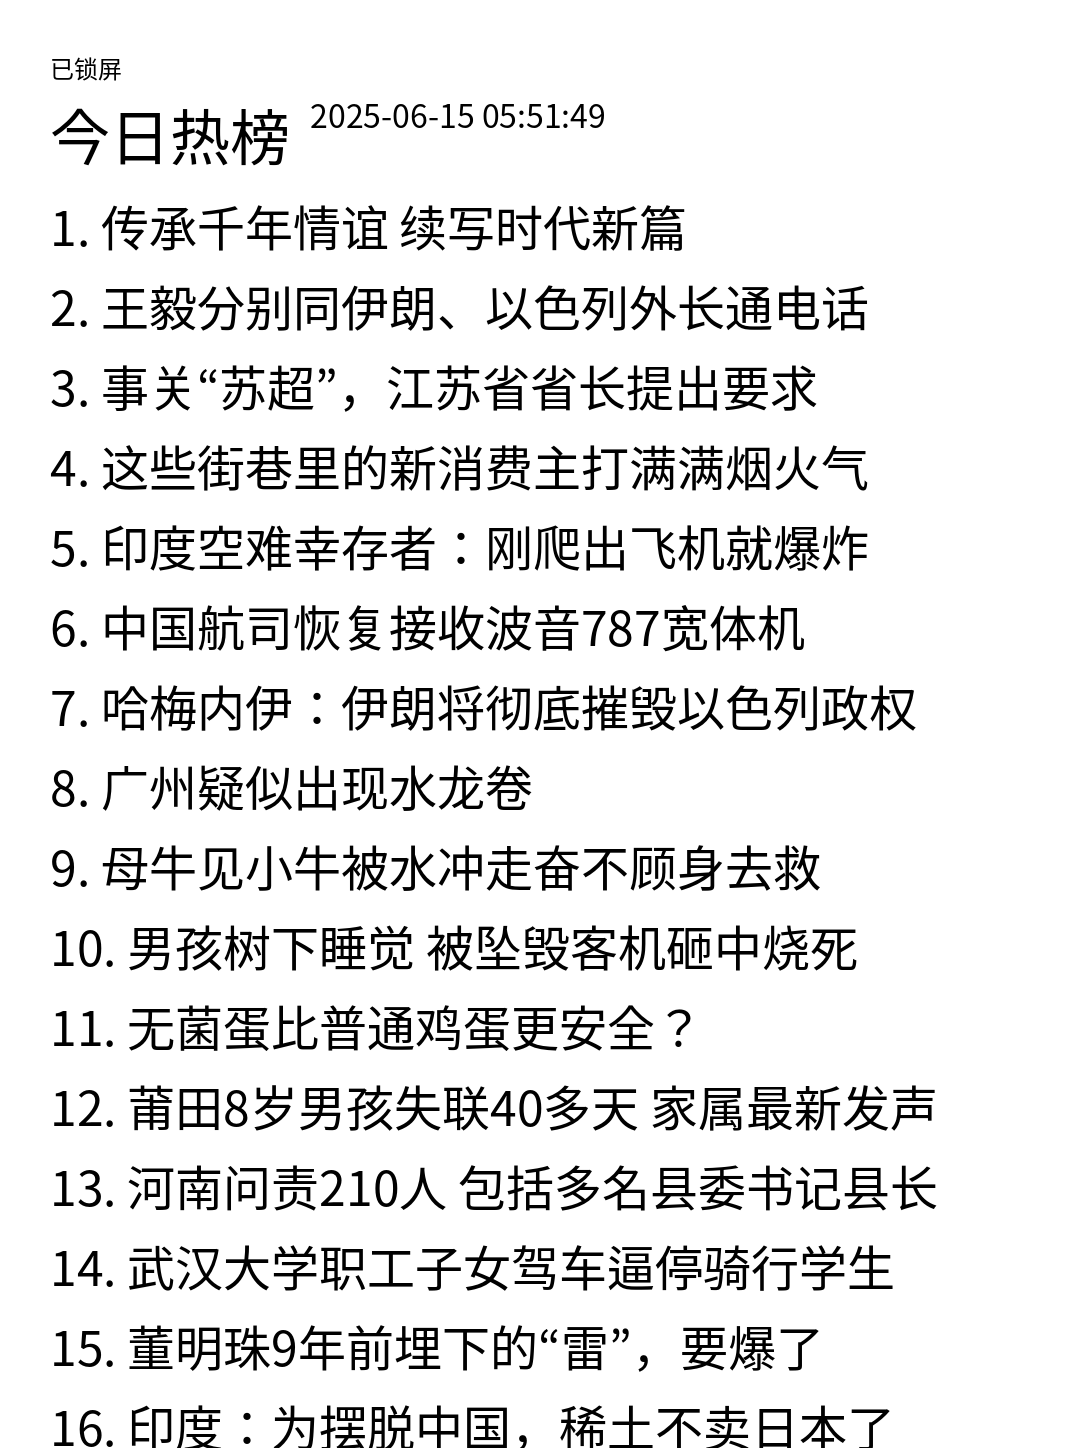 已锁屏
今日热榜 2025-06-15 05:51:49
1. 传承千年情谊 续写时代新篇
2. 王毅分别同伊朗、以色列外长通电话
3. 事关“苏超”，江苏省省长提出要求
4. 这些街巷里的新消费主打满满烟火气
5. 印度空难幸存者：刚爬出飞机就爆炸
6. 中国航司恢复接收波音787宽体机
7. 哈梅内伊：伊朗将彻底摧毁以色列政权
8. 广州疑似出现水龙卷
9. 母牛见小牛被水冲走奋不顾身去救
10. 男孩树下睡觉 被坠毁客机砸中烧死
11. 无菌蛋比普通鸡蛋更安全？
12. 莆田8岁男孩失联40多天 家属最新发声
13. 河南问责210人 包括多名县委书记县长
14. 武汉大学职工子女驾车逼停骑行学生
15. 董明珠9年前埋下的“雷”，要爆了
16. 印度：为摆脱中国，稀土不卖日本了